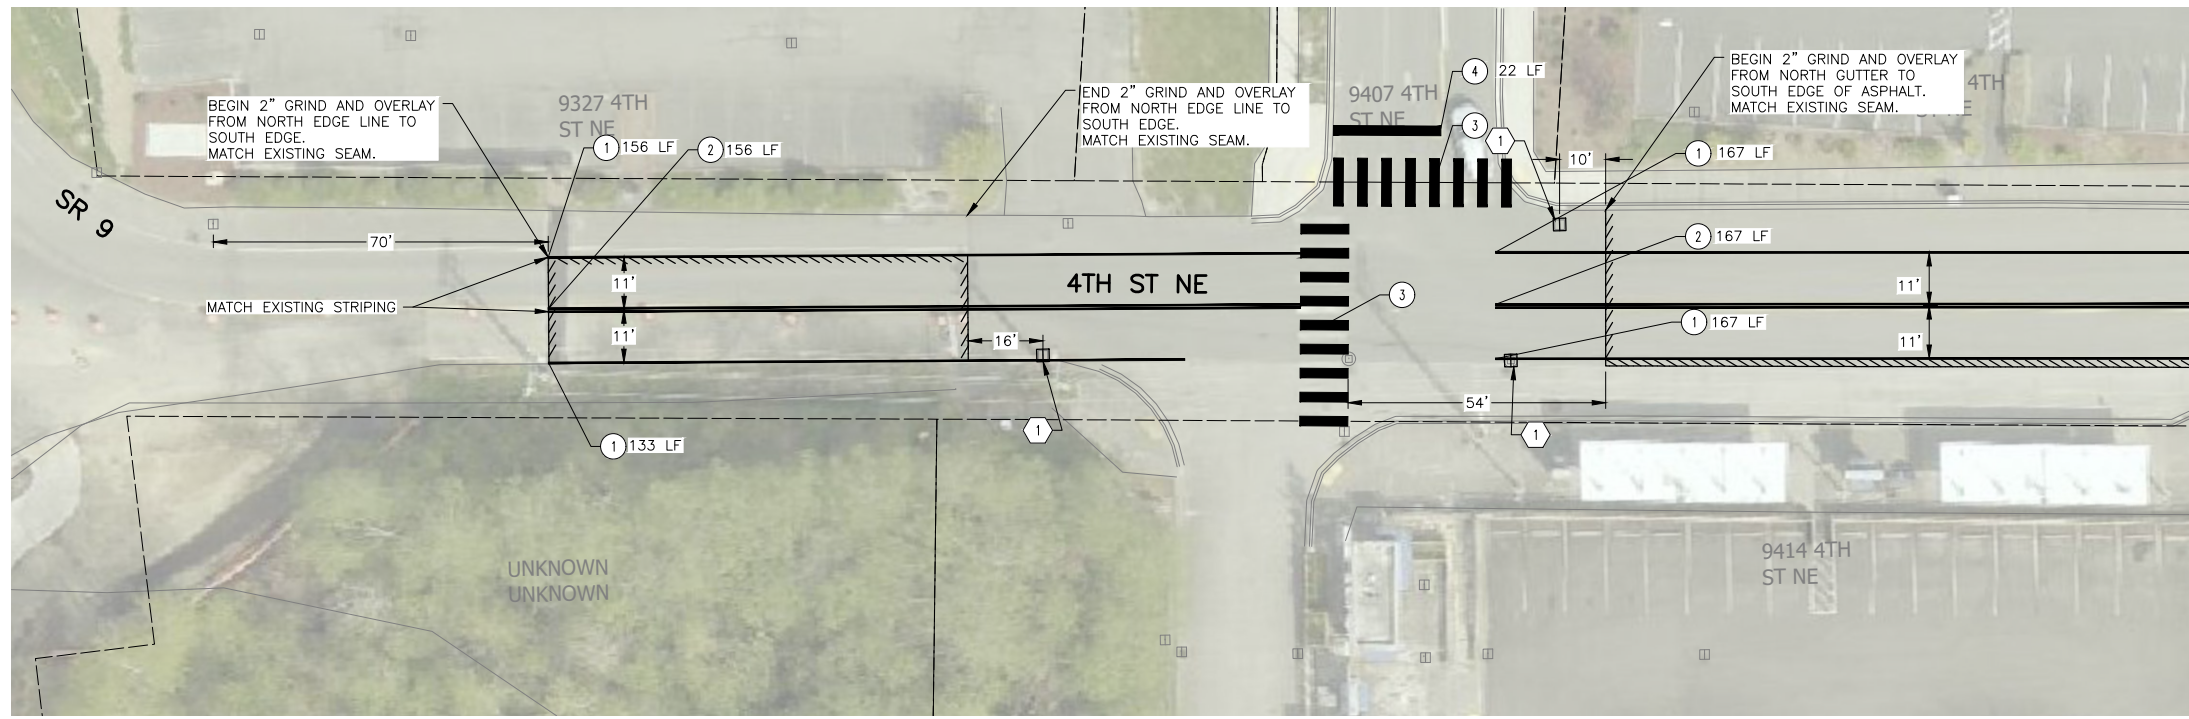 BEGIN 2" GRIND AND OVERLAY
FROM NORTH EDGE LINE TO
SOUTH EDGE.
MATCH EXISTING SEAM.
9327 4TH
ST NE
1 156 LF
2 156 LF
END 2" GRIND AND OVERLAY
FROM NORTH EDGE LINE TO
SOUTH EDGE.
MATCH EXISTING SEAM.
9407 4TH
ST NE
4 22 LF
3
1
10'
1 167 LF
BEGIN 2" GRIND AND OVERLAY
FROM NORTH GUTTER TO
SOUTH EDGE OF ASPHALT.
MATCH EXISTING SEAM.
4TH
NE
SR 9
70'
11'
4TH ST NE
2 167 LF
11'
MATCH EXISTING STRIPING
3
11'
16'
1 167 LF
11'
54'
1 133 LF
1
1
UNKNOWN
UNKNOWN
9414 4TH
ST NE